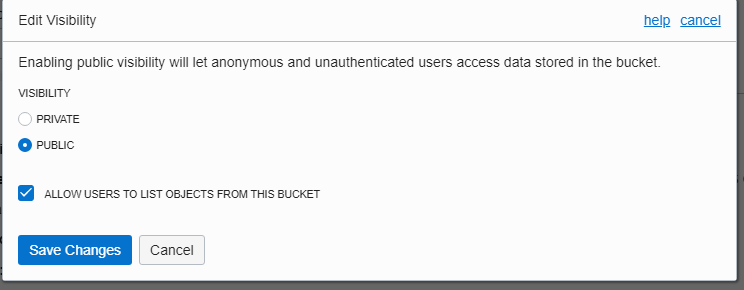 Edit Visibility
help cancel
Enabling public visibility will let anonymous and unauthenticated users access data stored in the bucket.
VISIBILITY
PRIVATE
PUBLIC
ALLOW USERS TO LIST OBJECTS FROM THIS BUCKET
Save Changes Cancel